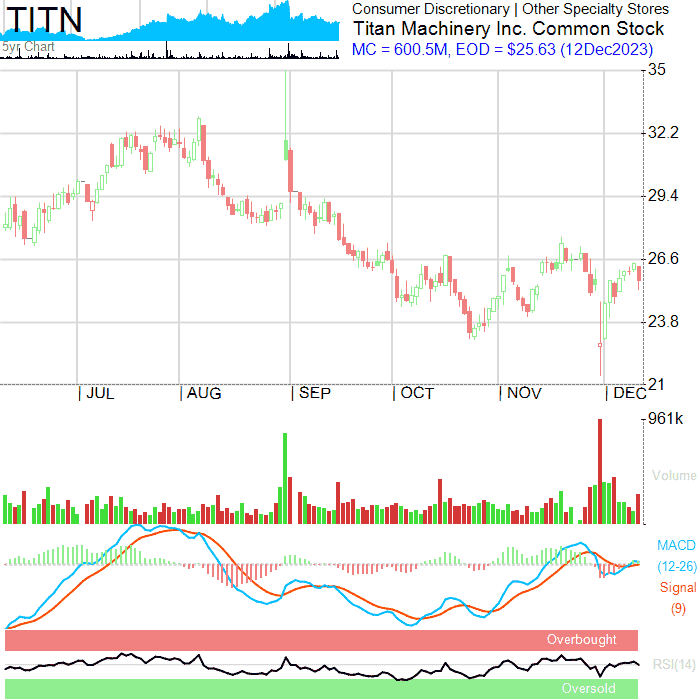 TITN
5yr Chart
Consumer Discretionary | Other Specialty Stores
Titan Machinery Inc. Common Stock
MC = 600.5M, EOD = $25.63 (12Dec2023)
35
32.2
29.4
26.6
23.8
21
| JUL | AUG | SEP | OCT | NOV | DEC
961k
Volume
MACD
(12-26)
Signal
(9)
Overbought
RSI(14)
Oversold